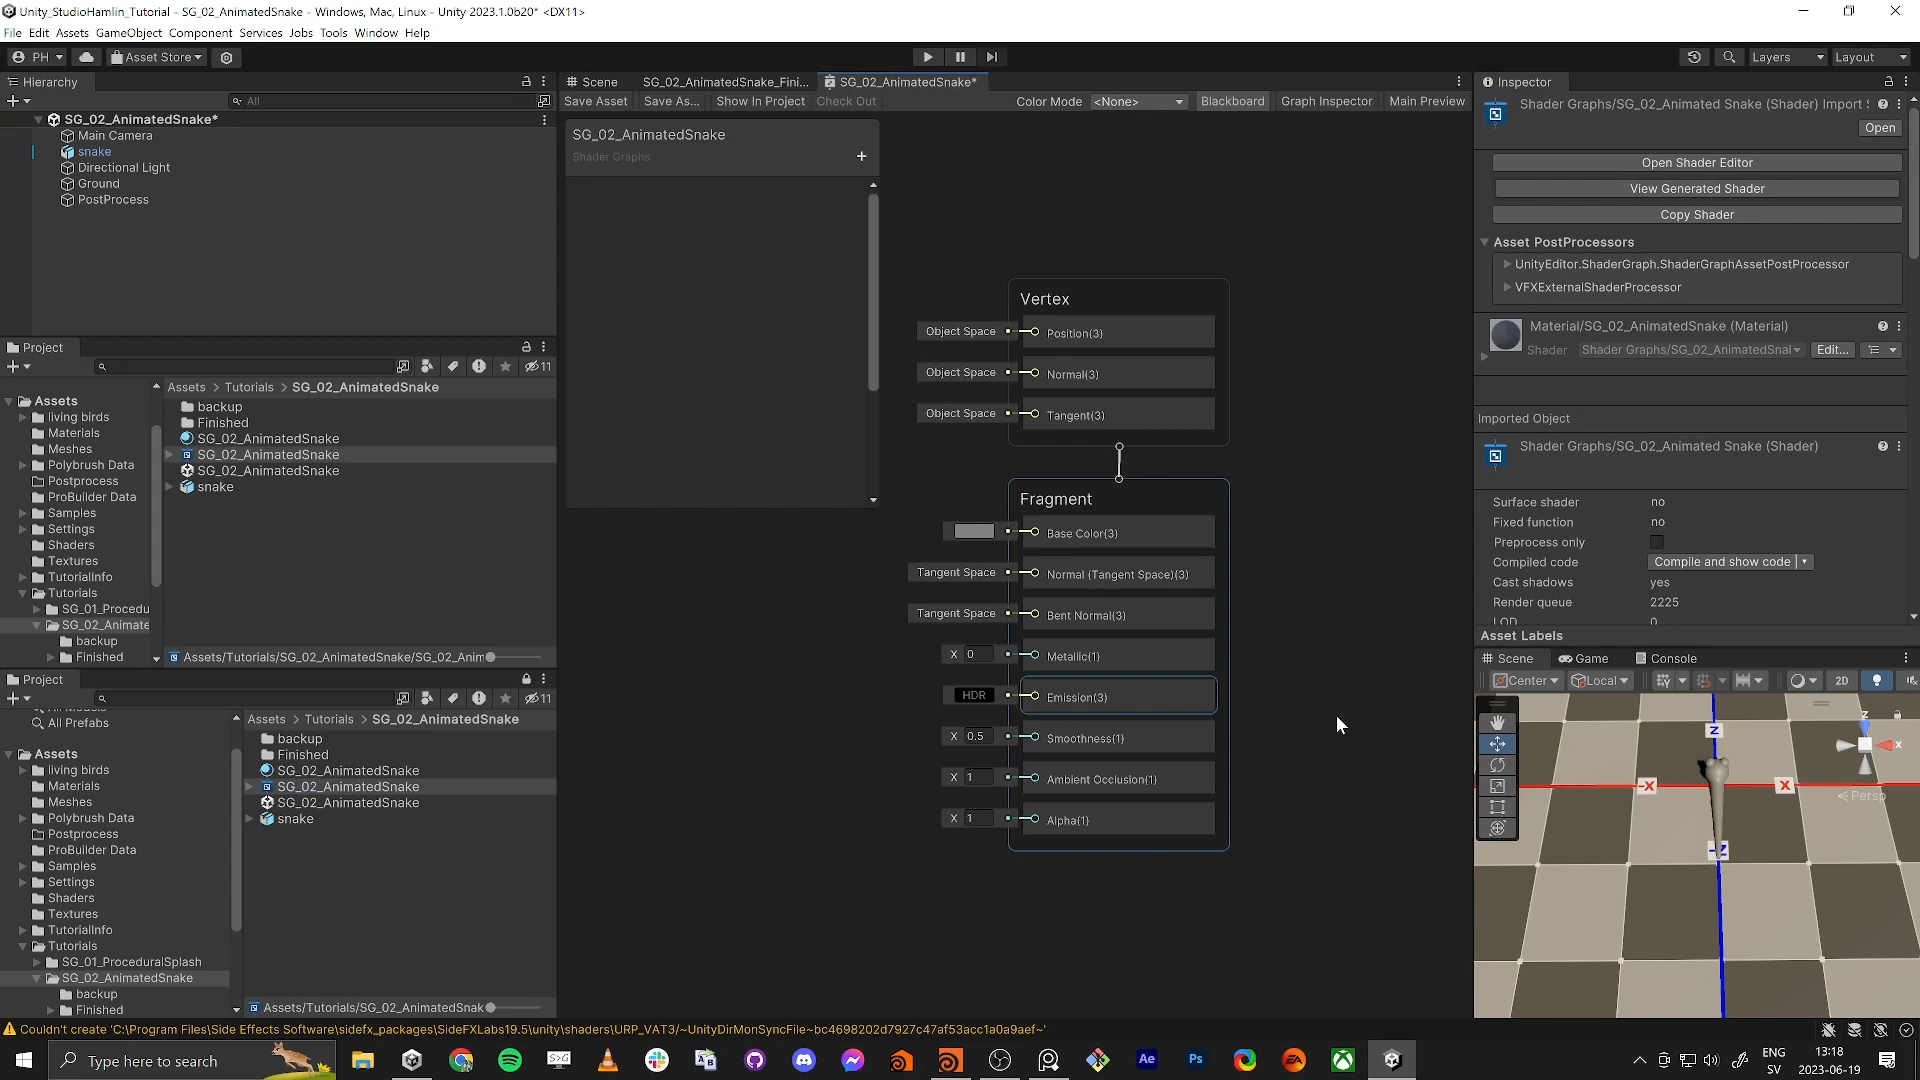 Unity_StudioHamlin_Tutorial - SG_02_AnimatedSnake - Windows, Mac, Linux - Unity 2023.1.0b20* <DX11>
File Edit Assets GameObject Component Services Jobs Tools Window Help
PH Asset Store Layers Layout
Hierarchy
All
SG_02_AnimatedSnake*
Main Camera
snake
Directional Light
Ground
PostProcess
Project
11
Assets > Tutorials > SG_02_AnimatedSnake
Assets
living birds
Materials
Meshes
Polybrush Data
Postprocess
ProBuilder Data
Samples
Settings
Shaders
Textures
TutorialInfo
Tutorials
SG_01_Procedu
SG_02_Animate
backup
Finished
backup
Finished
SG_02_AnimatedSnake
SG_02_AnimatedSnake
SG_02_AnimatedSnake
snake
Assets/Tutorials/SG_02_AnimatedSnake/SG_02_Anim
Project
11
All Prefabs
Assets
living birds
Materials
Meshes
Polybrush Data
Postprocess
ProBuilder Data
Samples
Settings
Shaders
Textures
TutorialInfo
Tutorials
SG_01_ProceduralSplash
SG_02_AnimatedSnake
backup
Finished
Assets > Tutorials > SG_02_AnimatedSnake
backup
Finished
SG_02_AnimatedSnake
SG_02_AnimatedSnake
SG_02_AnimatedSnake
snake
Assets/Tutorials/SG_02_AnimatedSnak
Scene SG_02_AnimatedSnake_Fini... SG_02_AnimatedSnake*
Save Asset Save As... Show In Project Check Out Color Mode <None> Blackboard Graph Inspector Main Preview
SG_02_AnimatedSnake
Shader Graphs
Vertex
Object Space Position(3)
Object Space Normal(3)
Object Space Tangent(3)
Fragment
Base Color(3)
Tangent Space Normal (Tangent Space)(3)
Tangent Space Bent Normal(3)
X 0 Metallic(1)
HDR Emission(3)
X 0.5 Smoothness(1)
X 1 Ambient Occlusion(1)
X 1 Alpha(1)
Inspector
Shader Graphs/SG_02_Animated Snake (Shader) Import
Open
Open Shader Editor
View Generated Shader
Copy Shader
Asset PostProcessors
UnityEditor.ShaderGraph.ShaderGraphAssetPostProcessor
VFXExternalShaderProcessor
Material/SG_02_AnimatedSnake (Material)
Shader Shader Graphs/SG_02_AnimatedSnal Edit...
Imported Object
Shader Graphs/SG_02_Animated Snake (Shader)
Surface shader no
Fixed function no
Preprocess only
Compiled code Compile and show code
Cast shadows yes
Render queue 2225
LOD 0
Asset Labels
Scene Game Console
Center Local 2D
Z
z
x
-X
X
Persp
-Z
Couldn't create 'C:\Program Files\Side Effects Software\sidefx_packages\SideFXLabs19.5\unity\shaders\URP_VAT3/~UnityDirMonSyncFile~bc4698202d7927c47af53acc1a0a9aef~'
Type here to search
Ae Ps EA
ENG
SV
13:18
2023-06-19